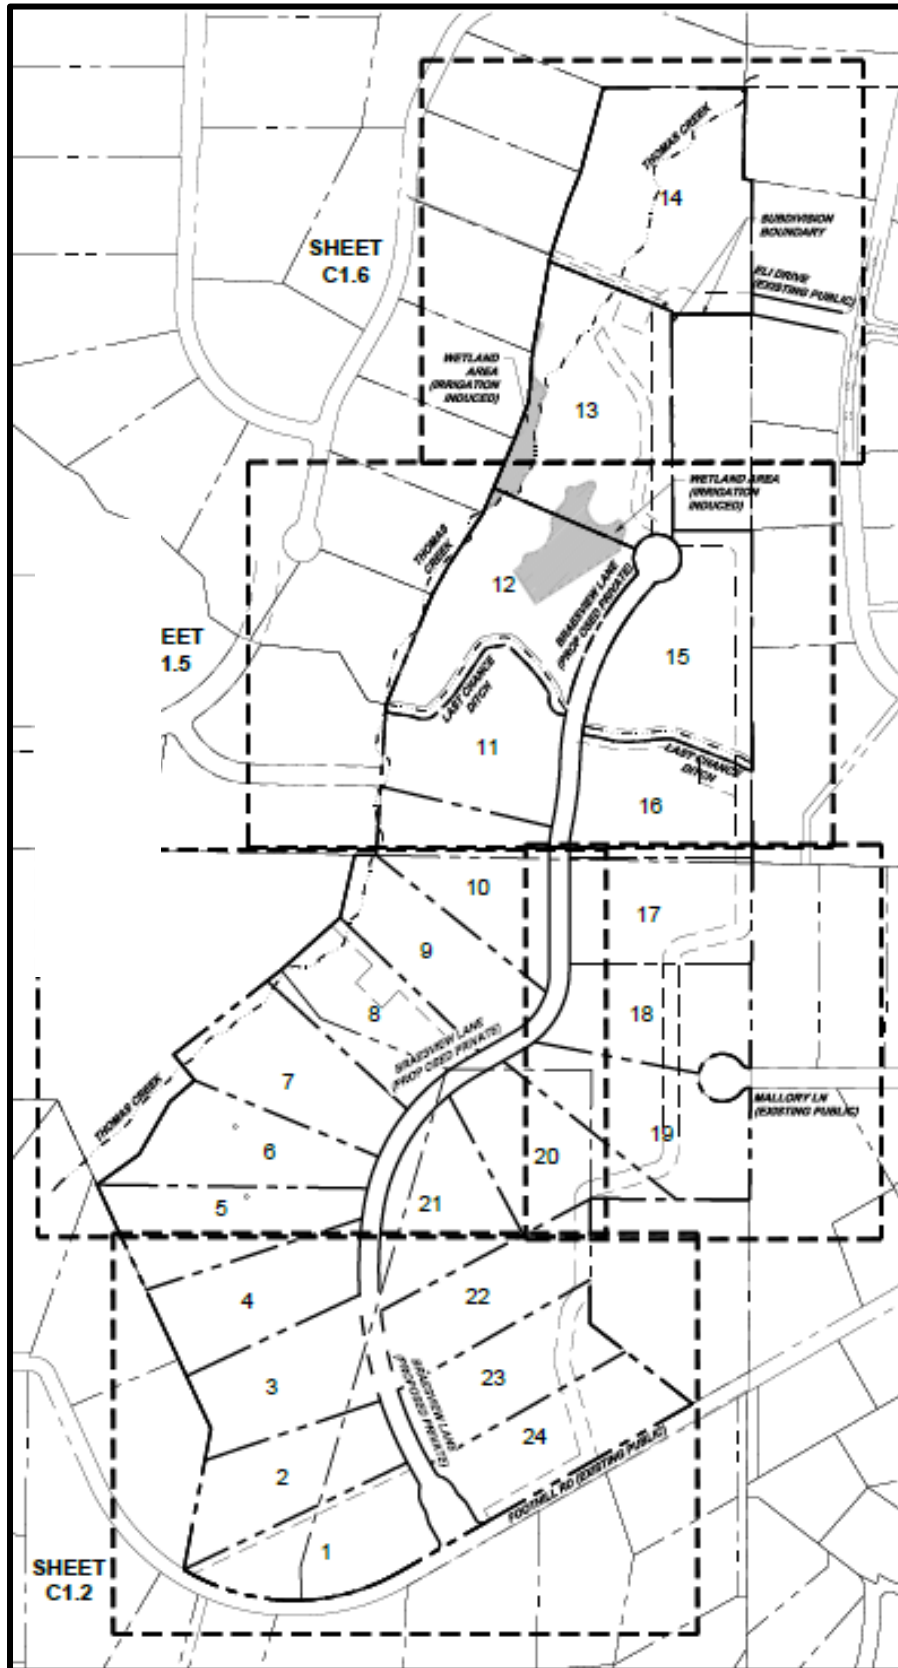 THOMAS CREEK
14
SUBDIVISION
BOUNDARY
SHEET
C1.6
ELI DRIVE
(EXISTING PUBLIC)
WETLAND
AREA
(IRRIGATION
INDUCED)
13
WETLAND AREA
(IRRIGATION
INDUCED)
THOMAS
CREEK
12
BRAESVIEW LANE
(PROPOSED PRIVATE)
EET
1.5
15
LAST CHANCE
DITCH
11
LAST CHANCE
DITCH
16
10
17
9
8
18
BRAESVIEW LANE
(PROPOSED PRIVATE)
7
THOMAS CREEK
MALLORY LN
(EXISTING PUBLIC)
19
6
20
5
21
4
22
3
BRAESVIEW LANE
(PROPOSED PRIVATE)
23
24
2
FOOTHILL RD (EXISTING PUBLIC)
1
SHEET
C1.2